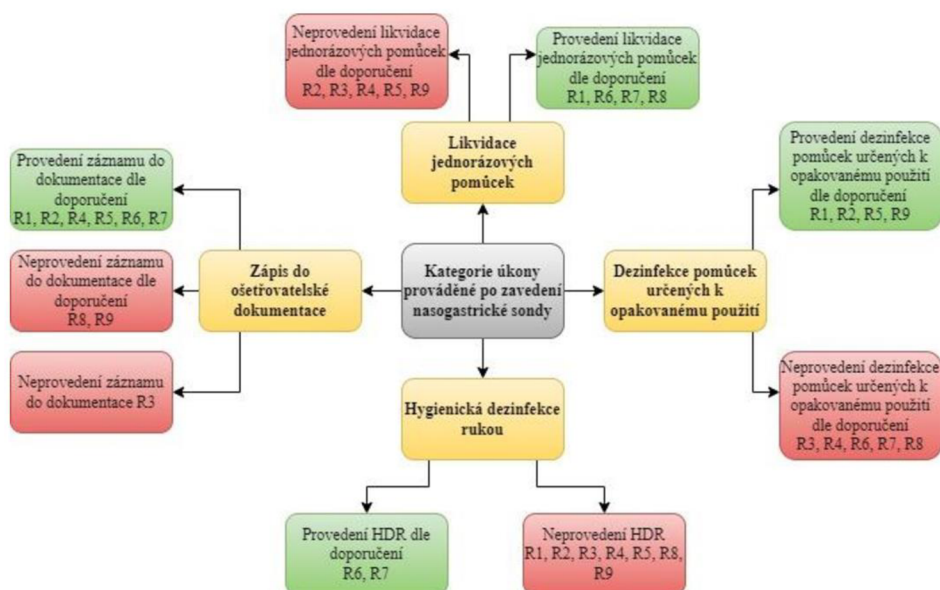 Neprovedení likvidace
jednorázových pomůcek
dle doporučení
R2, R3, R4, R5, R9
Provedení likvidace
jednorázových pomůcek
dle doporučení
R1, R6, R7, R8
Likvidace
jednorázových
pomůcek
Provedení záznamu do
dokumentace dle
doporučení
R1, R2, R4, R5, R6, R7
Neprovedení záznamu
do dokumentace dle
doporučení
R8, R9
Neprovedení záznamu
do dokumentace R3
Zápis do
ošetřovatelské
dokumentace
Kategorie úkony
prováděné po zavedení
nasogastrické sondy
Dezinfekce pomůcek
určených k
opakovanému použití
Provedení dezinfekce
pomůcek určených k
opakovanému použití
dle doporučení
R1, R2, R5, R9
Neprovedení dezinfekce
pomůcek určených k
opakovanému použití
dle doporučení
R3, R4, R6, R7, R8
Hygienická dezinfekce
rukou
Provedení HDR dle
doporučení
R6, R7
Neprovedení HDR
R1, R2, R3, R4, R5, R8,
R9